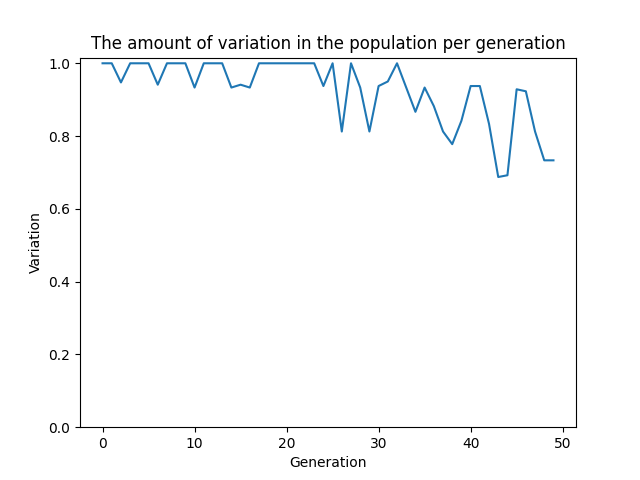 The amount of variation in the population per generation
1.0
0.8
0.6
0.4
0.2
0.0
Variation
0 10 20 30 40 50
Generation